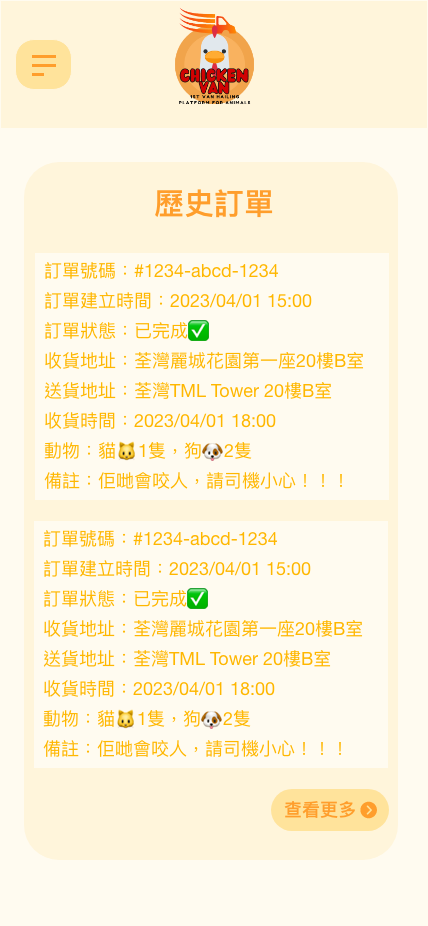 CHICKEN
VAN
1ST VAN HAILING
PLATFORM FOR ANIMALS
歷史訂單
訂單號碼：#1234-abcd-1234
訂單建立時間：2023/04/01 15:00
訂單狀態：已完成✅
收貨地址：荃灣麗城花園第一座20樓B室
送貨地址：荃灣TML Tower 20樓B室
收貨時間：2023/04/01 18:00
動物：貓🐱1隻，狗🐶2隻
備註：佢哋會咬人，請司機小心！！！
訂單號碼：#1234-abcd-1234
訂單建立時間：2023/04/01 15:00
訂單狀態：已完成✅
收貨地址：荃灣麗城花園第一座20樓B室
送貨地址：荃灣TML Tower 20樓B室
收貨時間：2023/04/01 18:00
動物：貓🐱1隻，狗🐶2隻
備註：佢哋會咬人，請司機小心！！！
查看更多